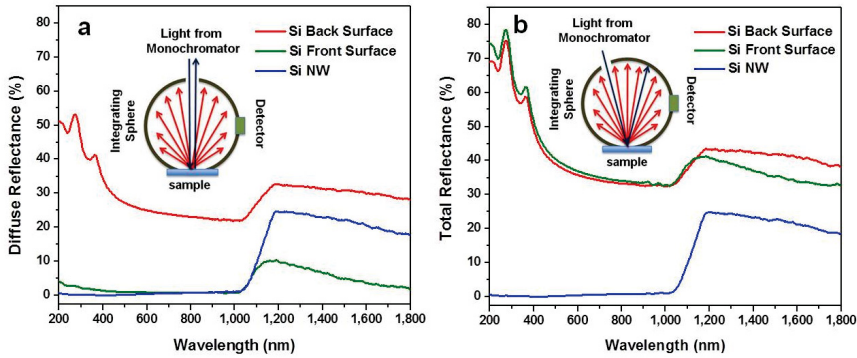 a
Light from
Monochromator
Si Back Surface
Si Front Surface
Si NW
Integrating
Sphere
Detector
sample
Diffuse Reflectance (%)
80
70
60
50
40
30
20
10
0
200 400 600 800 1,000 1,200 1,400 1,600 1,800
Wavelength (nm)
b
Light from
Monochromator
Si Back Surface
Si Front Surface
Si NW
Integrating
Sphere
Detector
sample
Total Reflectance (%)
80
70
60
50
40
30
20
10
0
200 400 600 800 1,000 1,200 1,400 1,600 1,800
Wavelength (nm)